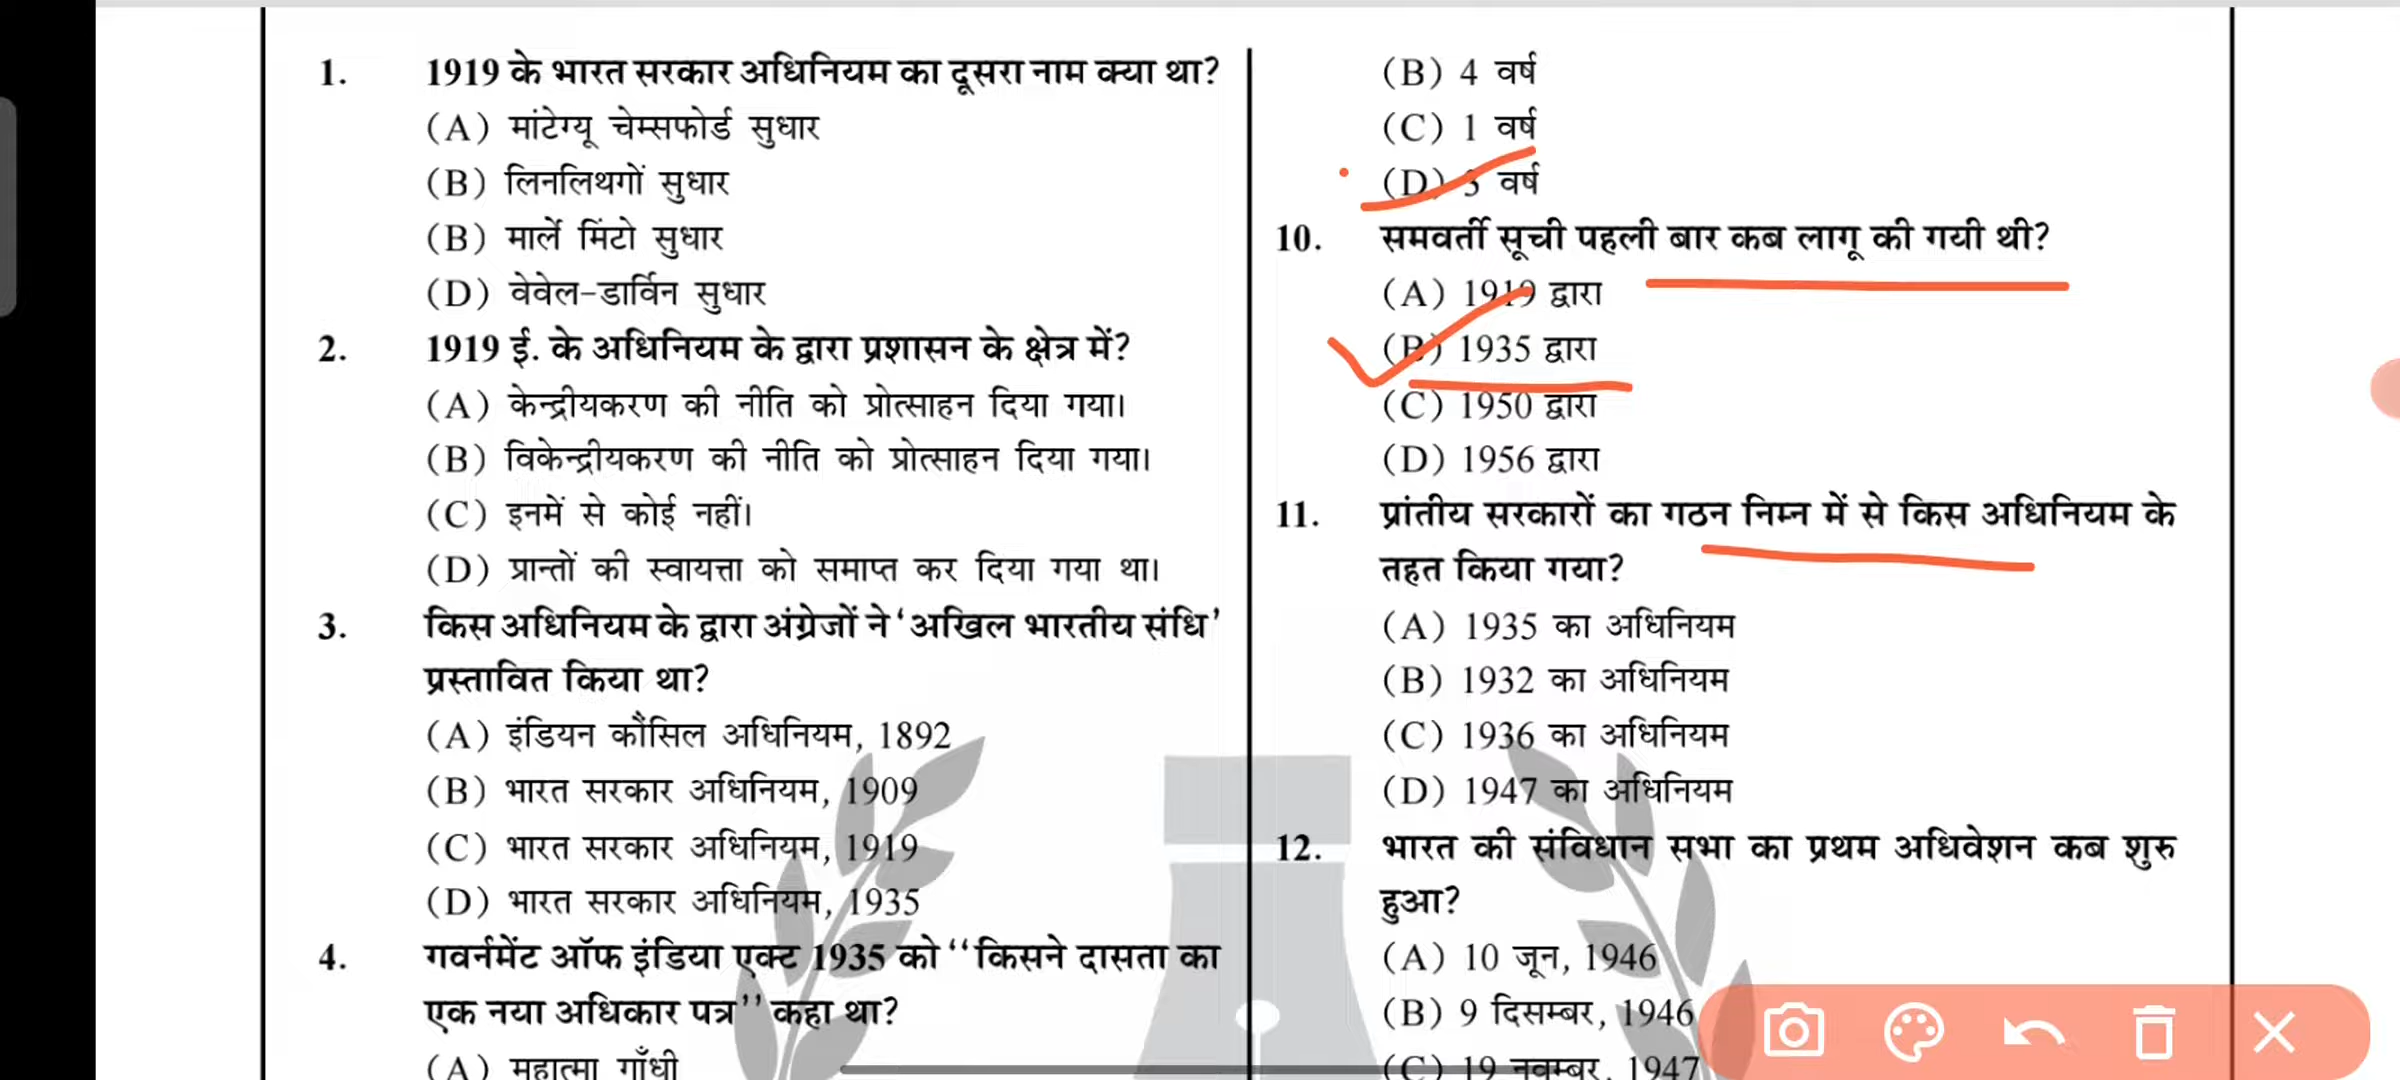 1. 1919 के भारत सरकार अधिनियम का दूसरा नाम क्या था?
(A) मांटेग्यू चेम्सफोर्ड सुधार
(B) लिनलिथगों सुधार
(B) मार्ले मिंटो सुधार
(D) वेवेल-डार्विन सुधार
2. 1919 ई. के अधिनियम के द्वारा प्रशासन के क्षेत्र में?
(A) केन्द्रीयकरण की नीति को प्रोत्साहन दिया गया।
(B) विकेन्द्रीयकरण की नीति को प्रोत्साहन दिया गया।
(C) इनमें से कोई नहीं।
(D) प्रान्तों की स्वायत्ता को समाप्त कर दिया गया था।
3. किस अधिनियम के द्वारा अंग्रेजों ने ‘अखिल भारतीय संधि’
प्रस्तावित किया था?
(A) इंडियन कौंसिल अधिनियम, 1892
(B) भारत सरकार अधिनियम, 1909
(C) भारत सरकार अधिनियम, 1919
(D) भारत सरकार अधिनियम, 1935
4. गवर्नमेंट ऑफ इंडिया एक्ट 1935 को ‘‘किसने दासता का
एक नया अधिकार पत्र’’ कहा था?
(A) महात्मा गाँधी
(B) 4 वर्ष
(C) 1 वर्ष
(D) 3 वर्ष
10. समवर्ती सूची पहली बार कब लागू की गयी थी?
(A) 1919 द्वारा
(B) 1935 द्वारा
(C) 1950 द्वारा
(D) 1956 द्वारा
11. प्रांतीय सरकारों का गठन निम्न में से किस अधिनियम के
तहत किया गया?
(A) 1935 का अधिनियम
(B) 1932 का अधिनियम
(C) 1936 का अधिनियम
(D) 1947 का अधिनियम
12. भारत की संविधान सभा का प्रथम अधिवेशन कब शुरु
हुआ?
(A) 10 जून, 1946
(B) 9 दिसम्बर, 1946
(C) 19 नवम्बर, 1947